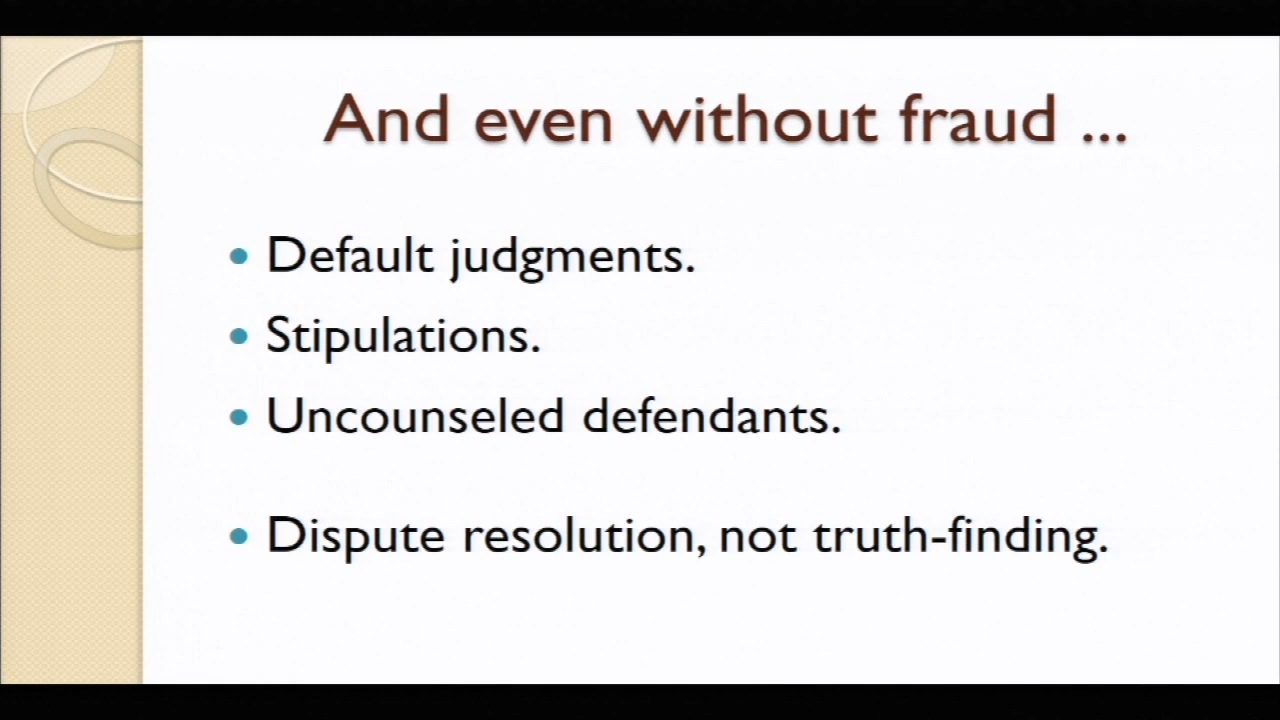 And even without fraud ...
• Default judgments.
• Stipulations.
• Uncounseled defendants.
• Dispute resolution, not truth-finding.